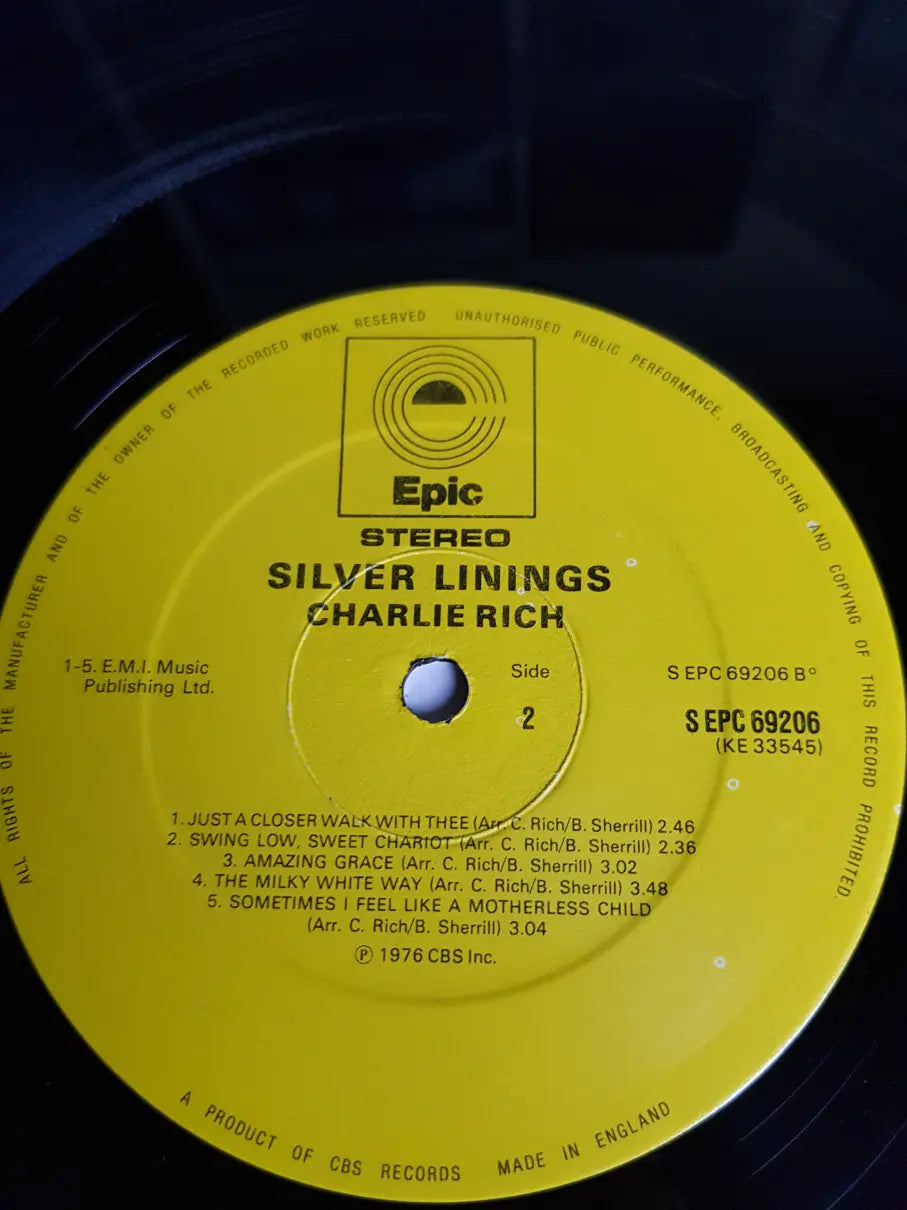 ALL RIGHTS OF THE MANUFACTURER AND OF THE OWNER OF THE RECORDED WORK RESERVED UNAUTHORISED PUBLIC PERFORMANCE, BROADCASTING AND COPYING OF THIS RECORD PROHIBITED.
Epic
STEREO
SILVER LININGS
CHARLIE RICH
1-5. E.M.I. Music
Publishing Ltd.
Side
2
S EPC 69206 B°
S EPC 69206
(KE 33545)
1. JUST A CLOSER WALK WITH THEE (Arr. C. Rich/B. Sherrill) 2.46
2. SWING LOW, SWEET CHARIOT (Arr. C. Rich/B. Sherrill) 2.36
3. AMAZING GRACE (Arr. C. Rich/B. Sherrill) 3.02
4. THE MILKY WHITE WAY (Arr. C. Rich/B. Sherrill) 3.48
5. SOMETIMES I FEEL LIKE A MOTHERLESS CHILD
(Arr. C. Rich/B. Sherrill) 3.04
℗ 1976 CBS Inc.
A PRODUCT OF CBS RECORDS MADE IN ENGLAND